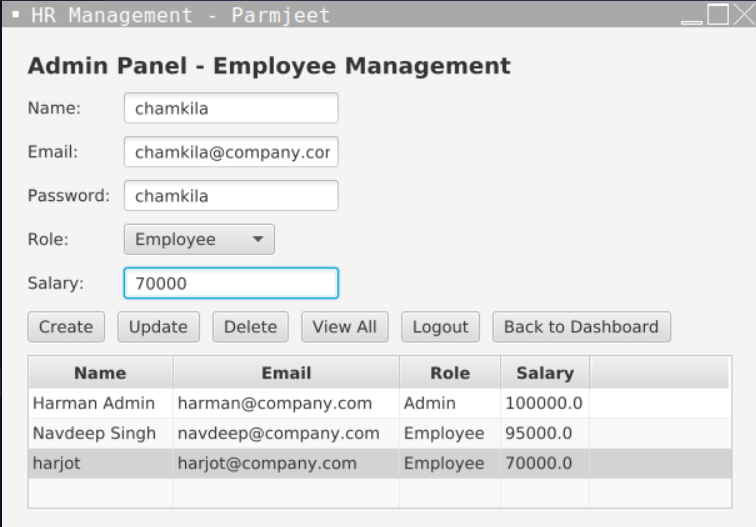 HR Management - Parmjeet
Admin Panel - Employee Management
Name: chamkila
Email: chamkila@company.cor
Password: chamkila
Role: Employee
Salary: 70000
Create Update Delete View All Logout Back to Dashboard
Name Email Role Salary
Harman Admin harman@company.com Admin 100000.0
Navdeep Singh navdeep@company.com Employee 95000.0
harjot harjot@company.com Employee 70000.0